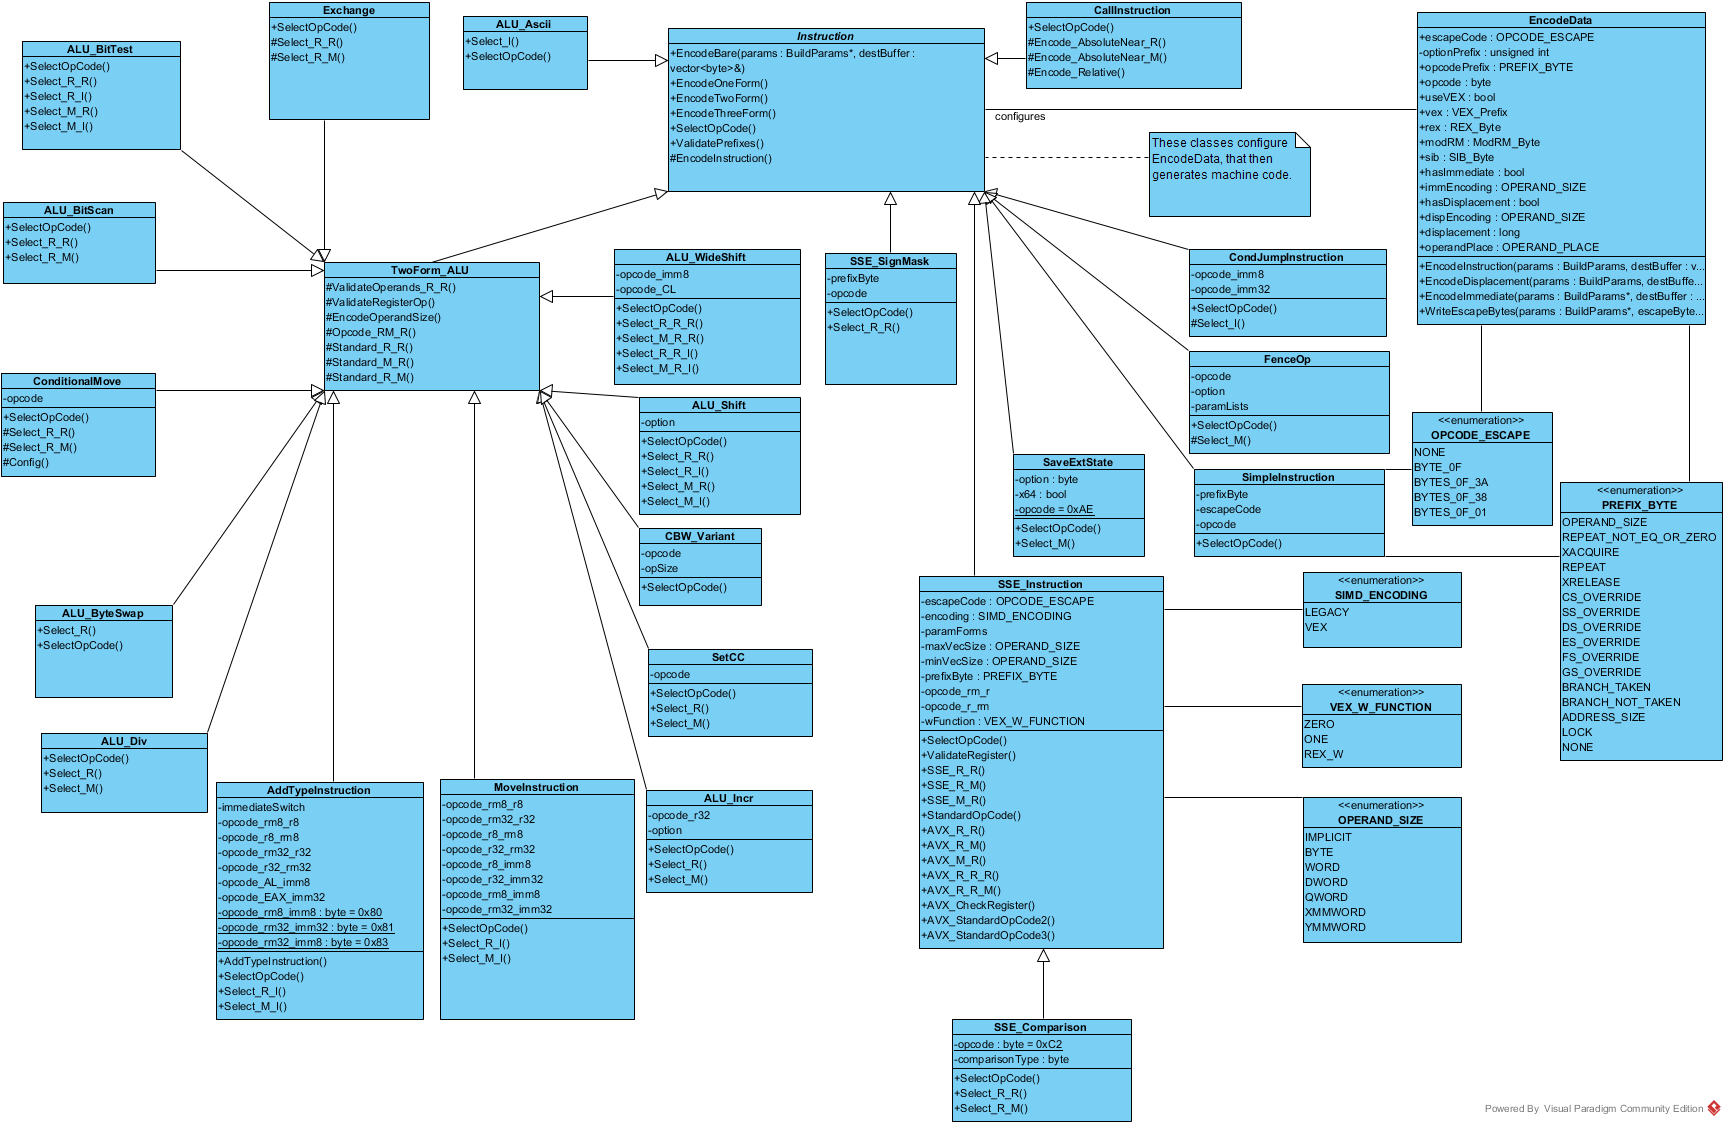 Exchange
+SelectOpCode()
#Select_R_R()
#Select_R_M()
ALU_Ascii
+Select_I()
+SelectOpCode()
Instruction
+EncodeBare(params : BuildParams*, destBuffer :
vector<byte>&)
+EncodeOneForm()
+EncodeTwoForm()
+EncodeThreeForm()
+SelectOpCode()
+ValidatePrefixes()
#EncodeInstruction()
CallInstruction
+SelectOpCode()
#Encode_AbsoluteNear_R()
#Encode_AbsoluteNear_M()
#Encode_Relative()
EncodeData
+escapeCode : OPCODE_ESCAPE
-optionPrefix : unsigned int
+opcodePrefix : PREFIX_BYTE
+opcode : byte
+useVEX : bool
+vex : VEX_Prefix
+rex : REX_Byte
+modRM : ModRM_Byte
+sib : SIB_Byte
+hasImmediate : bool
+immEncoding : OPERAND_SIZE
+hasDisplacement : bool
+dispEncoding : OPERAND_SIZE
+displacement : long
+operandPlace : OPERAND_PLACE
+EncodeInstruction(params : BuildParams, destBuffer : v...
+EncodeDisplacement(params : BuildParams, destBuffe...
+EncodeImmediate(params : BuildParams*, destBuffer : ...
+WriteEscapeBytes(params : BuildParams*, escapeByte...
configures
These classes configure
EncodeData, that then
generates machine code.
ALU_BitTest
+SelectOpCode()
+Select_R_R()
+Select_R_I()
+Select_M_R()
+Select_M_I()
ALU_BitScan
+SelectOpCode()
+Select_R_R()
+Select_R_M()
TwoForm_ALU
#ValidateOperands_R_R()
#ValidateRegisterOp()
#EncodeOperandSize()
#Opcode_RM_R()
#Standard_R_R()
#Standard_M_R()
#Standard_R_M()
ALU_WideShift
-opcode_imm8
-opcode_CL
+SelectOpCode()
+Select_R_R_R()
+Select_M_R_R()
+Select_R_R_I()
+Select_M_R_I()
SSE_SignMask
-prefixByte
-opcode
+SelectOpCode()
+Select_R_R()
CondJumpInstruction
-opcode_imm8
-opcode_imm32
+SelectOpCode()
#Select_I()
FenceOp
-opcode
-option
-paramLists
+SelectOpCode()
#Select_M()
ConditionalMove
-opcode
+SelectOpCode()
#Select_R_R()
#Select_R_M()
#Config()
ALU_Shift
-option
+SelectOpCode()
+Select_R_R()
+Select_R_I()
+Select_M_R()
+Select_M_I()
SaveExtState
-option : byte
-x64 : bool
-opcode = 0xAE
+SelectOpCode()
+Select_M()
SimpleInstruction
-prefixByte
-escapeCode
-opcode
+SelectOpCode()
<<enumeration>>
OPCODE_ESCAPE
NONE
BYTE_0F
BYTES_0F_3A
BYTES_0F_38
BYTES_0F_01
<<enumeration>>
PREFIX_BYTE
OPERAND_SIZE
REPEAT_NOT_EQ_OR_ZERO
XACQUIRE
REPEAT
XRELEASE
CS_OVERRIDE
SS_OVERRIDE
DS_OVERRIDE
ES_OVERRIDE
FS_OVERRIDE
GS_OVERRIDE
BRANCH_TAKEN
BRANCH_NOT_TAKEN
ADDRESS_SIZE
LOCK
NONE
CBW_Variant
-opcode
-opSize
+SelectOpCode()
ALU_ByteSwap
+Select_R()
+SelectOpCode()
SetCC
-opcode
+SelectOpCode()
+Select_R()
+Select_M()
SSE_Instruction
-escapeCode : OPCODE_ESCAPE
-encoding : SIMD_ENCODING
-paramForms
-maxVecSize : OPERAND_SIZE
-minVecSize : OPERAND_SIZE
-prefixByte : PREFIX_BYTE
-opcode_rm_r
-opcode_r_rm
-wFunction : VEX_W_FUNCTION
+SelectOpCode()
+ValidateRegister()
+SSE_R_R()
+SSE_R_M()
+SSE_M_R()
+StandardOpCode()
+AVX_R_R()
+AVX_R_M()
+AVX_M_R()
+AVX_R_R_R()
+AVX_R_R_M()
+AVX_CheckRegister()
+AVX_StandardOpCode2()
+AVX_StandardOpCode3()
<<enumeration>>
SIMD_ENCODING
LEGACY
VEX
<<enumeration>>
VEX_W_FUNCTION
ZERO
ONE
REX_W
<<enumeration>>
OPERAND_SIZE
IMPLICIT
BYTE
WORD
DWORD
QWORD
XMMWORD
YMMWORD
ALU_Div
+SelectOpCode()
+Select_R()
+Select_M()
AddTypeInstruction
-immediateSwitch
-opcode_rm8_r8
-opcode_r8_rm8
-opcode_rm32_r32
-opcode_r32_rm32
-opcode_AL_imm8
-opcode_EAX_imm32
-opcode_rm8_imm8 : byte = 0x80
-opcode_rm32_imm32 : byte = 0x81
-opcode_rm32_imm8 : byte = 0x83
+AddTypeInstruction()
+SelectOpCode()
+Select_R_I()
+Select_M_I()
MoveInstruction
-opcode_rm8_r8
-opcode_rm32_r32
-opcode_r8_rm8
-opcode_r32_rm32
-opcode_r8_imm8
-opcode_r32_imm32
-opcode_rm8_imm8
-opcode_rm32_imm32
+SelectOpCode()
+Select_R_I()
+Select_M_I()
ALU_Incr
-opcode_r32
-option
+SelectOpCode()
+Select_R()
+Select_M()
SSE_Comparison
-opcode : byte = 0xC2
-comparisonType : byte
+SelectOpCode()
+Select_R_R()
+Select_R_M()
Powered By Visual Paradigm Community Edition